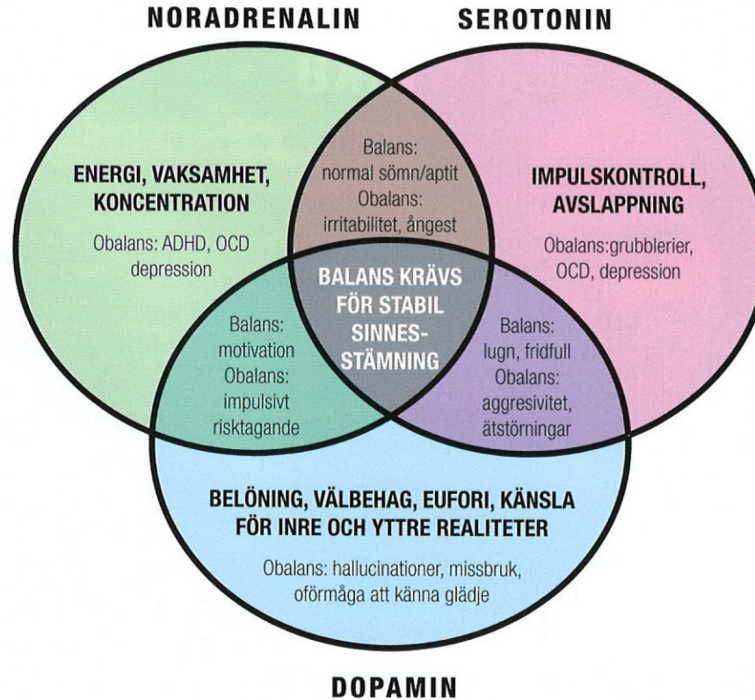 NORADRENALIN
SEROTONIN
ENERGI, VAKSAMHET,
KONCENTRATION
Obalans: ADHD, OCD
depression
Balans:
normal sömn/aptit
Obalans:
irritabilitet, ångest
IMPULSKONTROLL,
AVSLAPPNING
Obalans:grubblerier,
OCD, depression
BALANS KRÄVS
FÖR STABIL
SINNES-
STÄMNING
Balans:
motivation
Obalans:
impulsivt
risktagande
Balans:
lugn, fridfull
Obalans:
aggresivitet,
ätstörningar
BELÖNING, VÄLBEHAG, EUFORI, KÄNSLA
FÖR INRE OCH YTTRE REALITETER
Obalans: hallucinationer, missbruk,
oförmåga att känna glädje
DOPAMIN